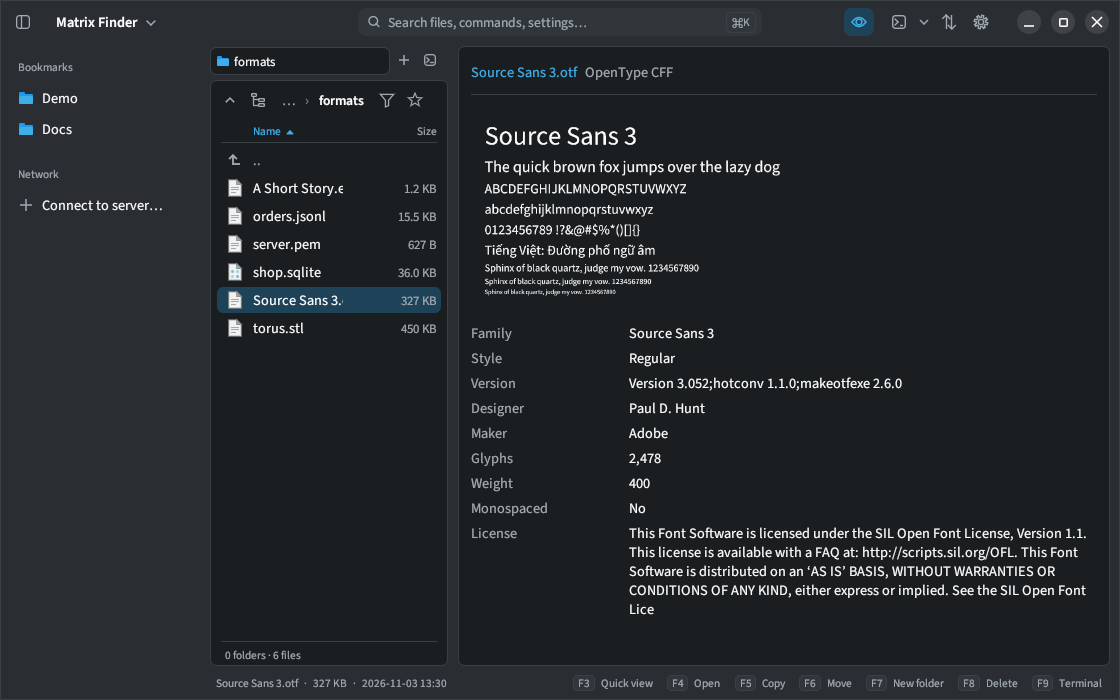 Matrix Finder
Search files, commands, settings… ⌘K
Bookmarks
Demo
Docs
Network
Connect to server…
formats
… › formats
Name Size
..
A Short Story.e 1.2 KB
orders.jsonl 15.5 KB
server.pem 627 B
shop.sqlite 36.0 KB
Source Sans 3. 327 KB
torus.stl 450 KB
0 folders · 6 files
Source Sans 3.otf OpenType CFF
Source Sans 3
The quick brown fox jumps over the lazy dog
ABCDEFGHIJKLMNOPQRSTUVWXYZ
abcdefghijklmnopqrstuvwxyz
0123456789 !?&@#$%*()[]{}
Tiếng Việt: Đường phố ngữ âm
Sphinx of black quartz, judge my vow. 1234567890
Sphinx of black quartz, judge my vow. 1234567890
Sphinx of black quartz, judge my vow. 1234567890
Family Source Sans 3
Style Regular
Version Version 3.052;hotconv 1.1.0;makeotfexe 2.6.0
Designer Paul D. Hunt
Maker Adobe
Glyphs 2,478
Weight 400
Monospaced No
License This Font Software is licensed under the SIL Open Font License, Version 1.1.
This license is available with a FAQ at: http://scripts.sil.org/OFL. This Font
Software is distributed on an ‘AS IS’ BASIS, WITHOUT WARRANTIES OR
CONDITIONS OF ANY KIND, either express or implied. See the SIL Open Font
Lice
Source Sans 3.otf · 327 KB · 2026-11-03 13:30
F3 Quick view F4 Open F5 Copy F6 Move F7 New folder F8 Delete F9 Terminal